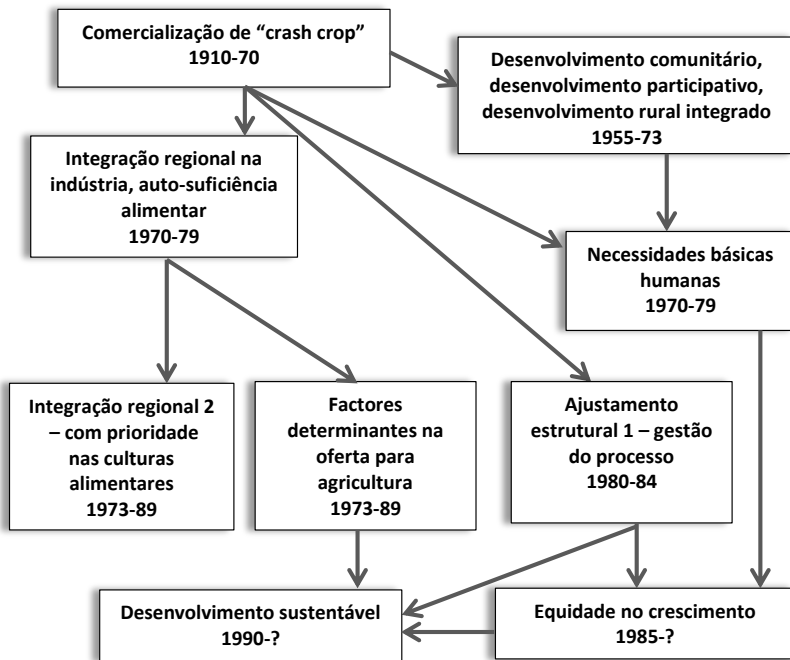 Comercialização de “crash crop”
1910-70
Desenvolvimento comunitário,
desenvolvimento participativo,
desenvolvimento rural integrado
1955-73
Integração regional na
indústria, auto-suficiência
alimentar
1970-79
Necessidades básicas
humanas
1970-79
Integração regional 2
– com prioridade
nas culturas
alimentares
1973-89
Factores
determinantes na
oferta para
agricultura
1973-89
Ajustamento
estrutural 1 – gestão
do processo
1980-84
Desenvolvimento sustentável
1990-?
Equidade no crescimento
1985-?